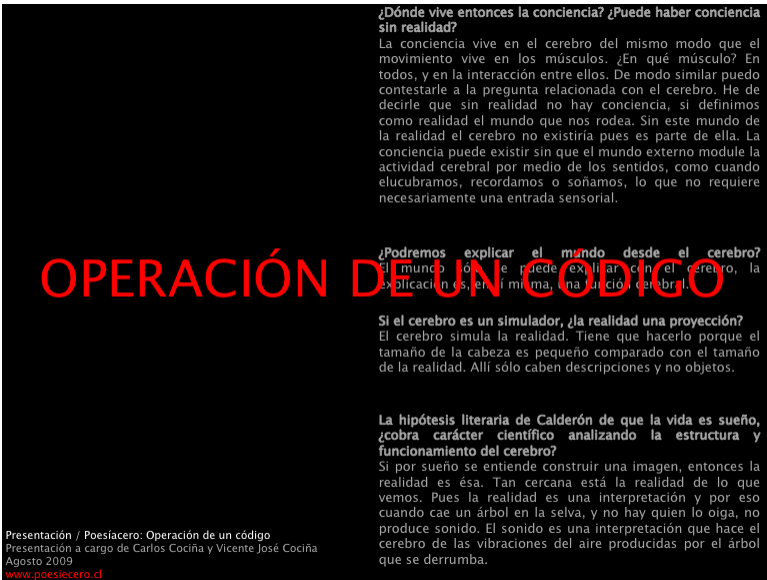 ¿Dónde vive entonces la conciencia? ¿Puede haber conciencia
sin realidad?
La conciencia vive en el cerebro del mismo modo que el
movimiento vive en los músculos. ¿En qué músculo? En
todos, y en la interacción entre ellos. De modo similar puedo
contestarle a la pregunta relacionada con el cerebro. He de
decirle que sin realidad no hay conciencia, si definimos
como realidad el mundo que nos rodea. Sin este mundo de
la realidad el cerebro no existiría pues es parte de ella. La
conciencia puede existir sin que el mundo externo module la
actividad cerebral por medio de los sentidos, como cuando
elucubramos, recordamos o soñamos, lo que no requiere
necesariamente una entrada sensorial.
¿Podremos explicar el mundo desde el cerebro?
El mundo sólo se puede explicar con el cerebro, la
explicación es, en sí misma, una función cerebral.
OPERACIÓN DE UN CÓDIGO
Si el cerebro es un simulador, ¿la realidad una proyección?
El cerebro simula la realidad. Tiene que hacerlo porque el
tamaño de la cabeza es pequeño comparado con el tamaño
de la realidad. Allí sólo caben descripciones y no objetos.
La hipótesis literaria de Calderón de que la vida es sueño,
¿cobra carácter científico analizando la estructura y
funcionamiento del cerebro?
Si por sueño se entiende construir una imagen, entonces la
realidad es ésa. Tan cercana está la realidad de lo que
vemos. Pues la realidad es una interpretación y por eso
cuando cae un árbol en la selva, y no hay quien lo oiga, no
produce sonido. El sonido es una interpretación que hace el
cerebro de las vibraciones del aire producidas por el árbol
que se derrumba.
Presentación / Poesíacero: Operación de un código
Presentación a cargo de Carlos Cociña y Vicente José Cociña
Agosto 2009
www.poesiecero.cl